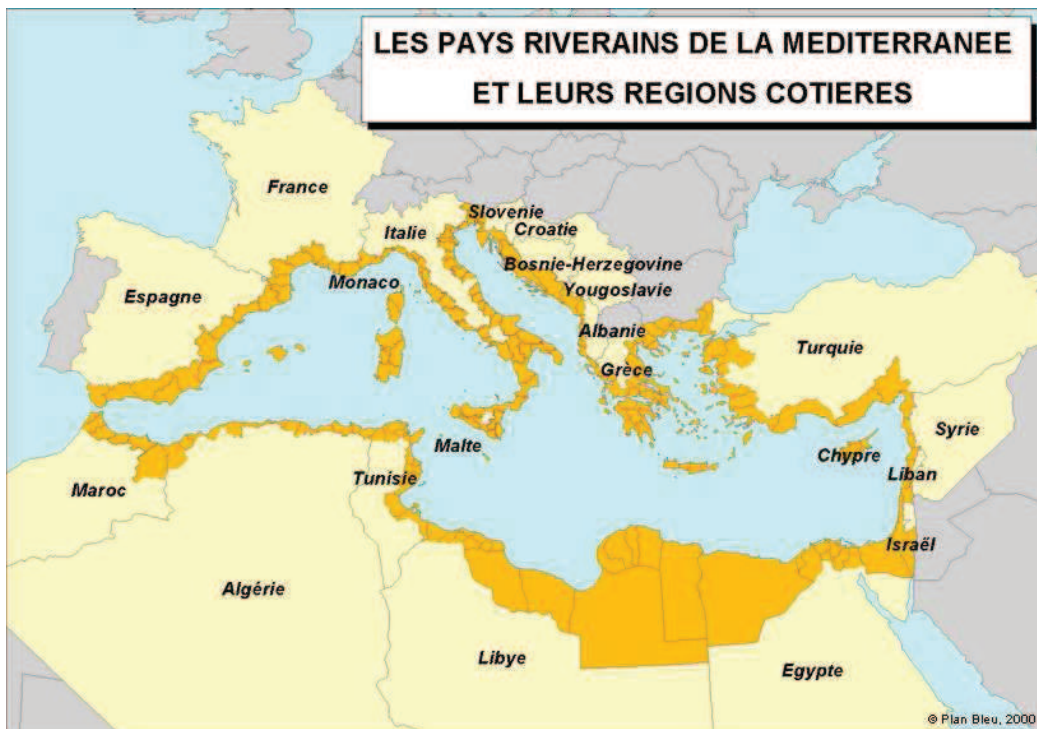 LES PAYS RIVERAINS DE LA MEDITERRANEE
ET LEURS REGIONS COTIERES
France
Slovenie
Italie
Croatie
Bosnie-Herzegovine
Monaco
Yougoslavie
Espagne
Albanie
Turquie
Grèce
Syrie
Malte
Chypre
Liban
Tunisie
Maroc
Israël
Algérie
Libye
Egypte
© Plan Bleu, 2000